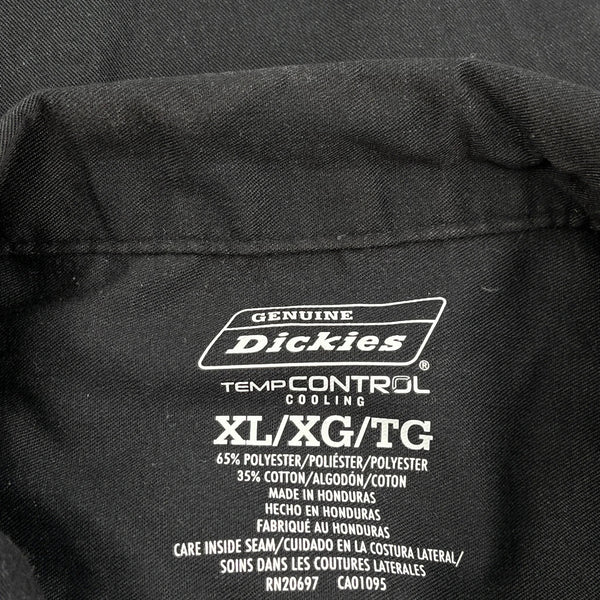 GENUINE
Dickies®
TEMPCONTROL
COOLING
XL/XG/TG
65% POLYESTER/POLIÉSTER/POLYESTER
35% COTTON/ALGODÓN/COTON
MADE IN HONDURAS
HECHO EN HONDURAS
FABRIQUÉ AU HONDURAS
CARE INSIDE SEAM/CUIDADO EN LA COSTURA LATERAL/
SOINS DANS LES COUTURES LATERALES
RN20697 CA01095